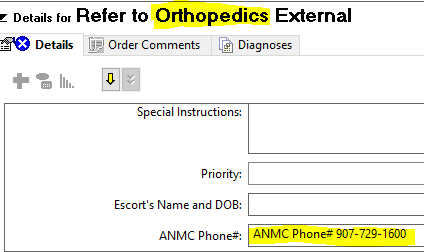 Details for Refer to Orthopedics External
Details Order Comments Diagnoses
Special Instructions:
Priority:
Escort's Name and DOB:
ANMC Phone#: ANMC Phone# 907-729-1600